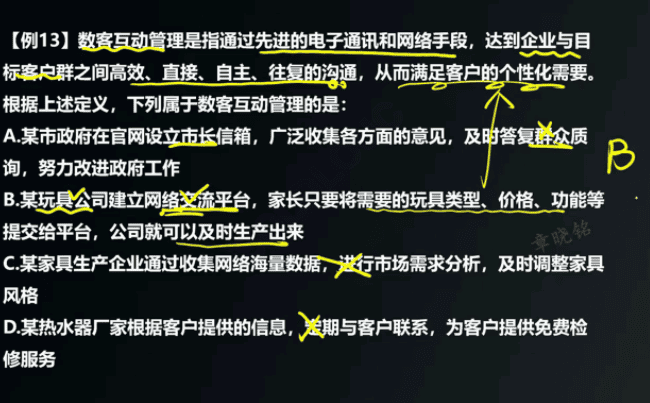 【例13】数客互动管理是指通过先进的电子通讯和网络手段，达到企业与目
标客户群之间高效、直接、自主、往复的沟通，从而满足客户的个性化需要。
根据上述定义，下列属于数客互动管理的是：
A.某市政府在官网设立市长信箱，广泛收集各方面的意见，及时答复群众质
询，努力改进政府工作
B
B.某玩具公司建立网络交流平台，家长只要将需要的玩具类型、价格、功能等
提交给平台，公司就可以及时生产出来
章晓铭
C.某家具生产企业通过收集网络海量数据，进行市场需求分析，及时调整家具
风格
D.某热水器厂家根据客户提供的信息，定期与客户联系，为客户提供免费检
修服务